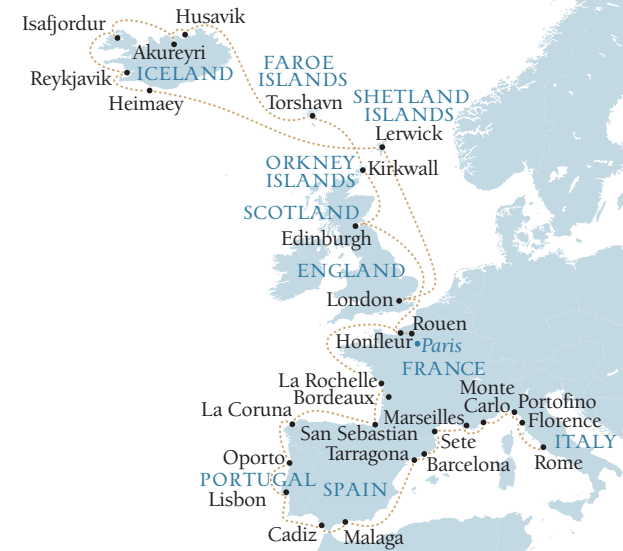 Husavik
Isafjordur
Akureyri
Reykjavik
ICELAND
Heimaey
FAROE
ISLANDS
Torshavn
SHETLAND
ISLANDS
Lerwick
ORKNEY
ISLANDS
Kirkwall
SCOTLAND
Edinburgh
ENGLAND
London
Rouen
Honfleur
Paris
FRANCE
La Rochelle
Bordeaux
Monte
Carlo
Portofino
La Coruna
Marseilles
Florence
San Sebastian
Sete
ITALY
Tarragona
Barcelona
Rome
Oporto
PORTUGAL
Lisbon
SPAIN
Cadiz
Malaga